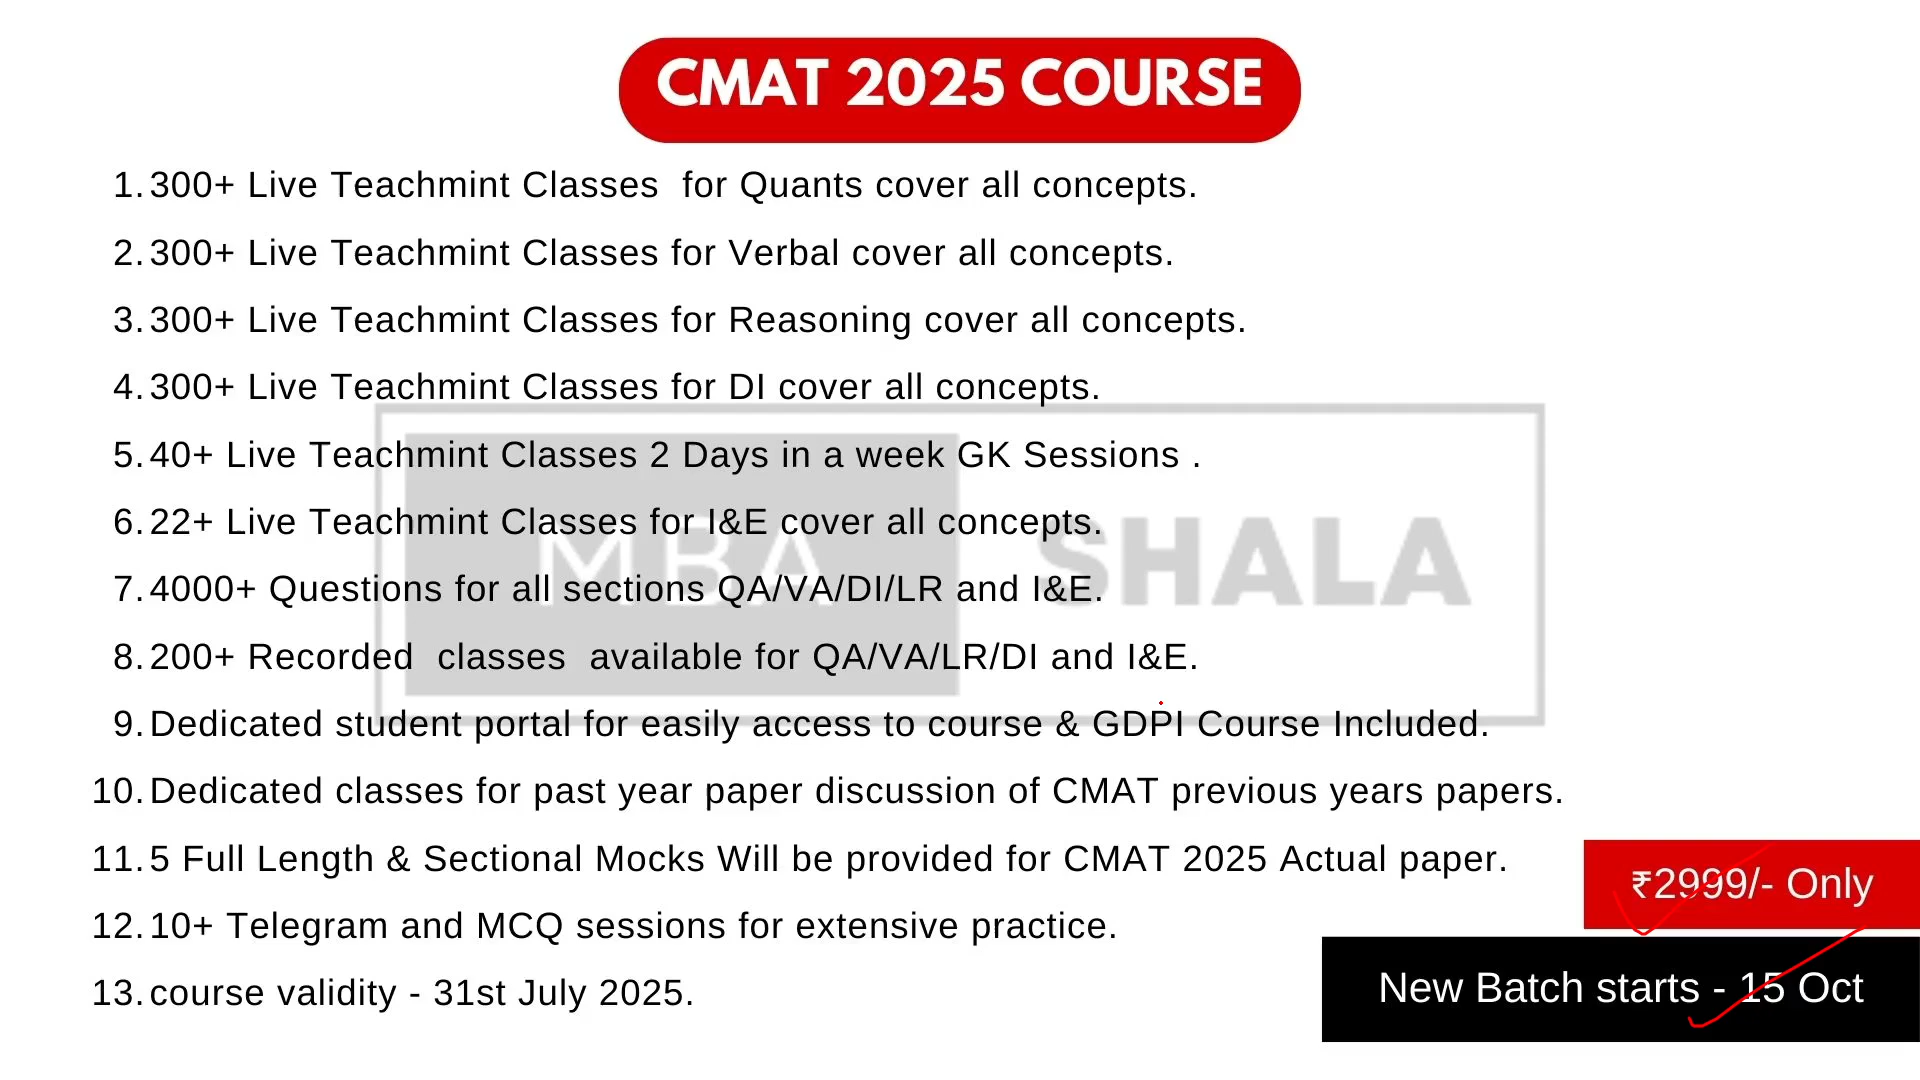 CMAT 2025 COURSE
1. 300+ Live Teachmint Classes for Quants cover all concepts.
2. 300+ Live Teachmint Classes for Verbal cover all concepts.
3. 300+ Live Teachmint Classes for Reasoning cover all concepts.
4. 300+ Live Teachmint Classes for DI cover all concepts.
5. 40+ Live Teachmint Classes 2 Days in a week GK Sessions .
6. 22+ Live Teachmint Classes for I&E cover all concepts.
MBA SHALA
7. 4000+ Questions for all sections QA/VA/DI/LR and I&E.
8. 200+ Recorded classes available for QA/VA/LR/DI and I&E.
9. Dedicated student portal for easily access to course & GDPI Course Included.
10. Dedicated classes for past year paper discussion of CMAT previous years papers.
11. 5 Full Length & Sectional Mocks Will be provided for CMAT 2025 Actual paper.
₹2999/- Only
12. 10+ Telegram and MCQ sessions for extensive practice.
New Batch starts - 15 Oct
13. course validity - 31st July 2025.